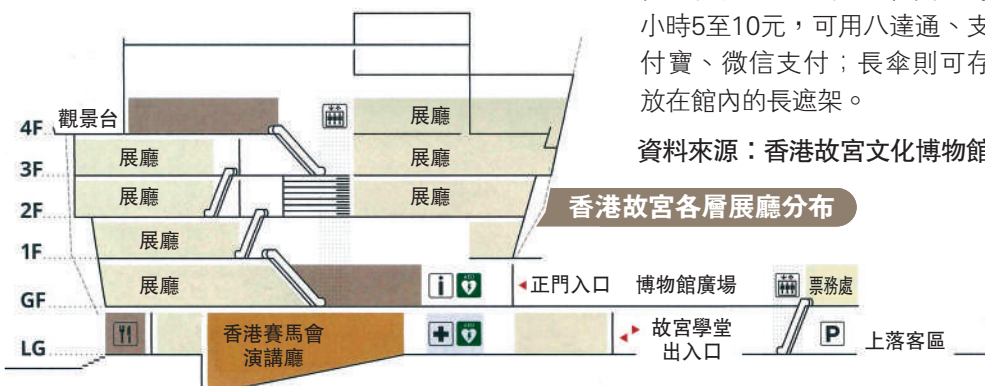 小時5至10元，可用八達通、支
付寶、微信支付；長傘則可存
放在館內的長遮架。
資料來源：香港故宮文化博物館
香港故宮各層展廳分布
4F 觀景台 展廳
3F 展廳 展廳
2F 展廳 展廳
1F 展廳
GF 展廳 i AED 正門入口 博物館廣場 票務處
LG 香港賽馬會
演講廳 故宮學堂
出入口 P 上落客區